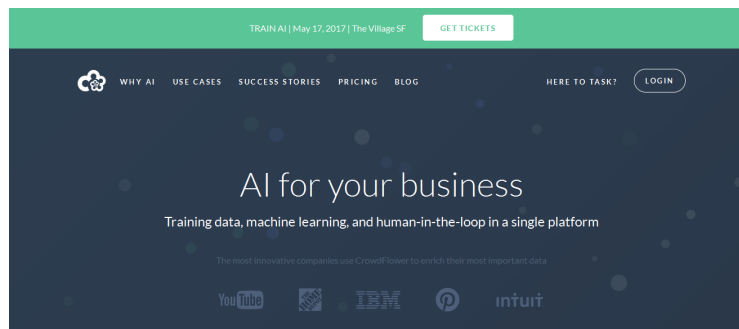 TRAIN AI | May 17, 2017 | The Village SF
GET TICKETS
WHY AI USE CASES SUCCESS STORIES PRICING BLOG HERE TO TASK? LOGIN
AI for your business
Training data, machine learning, and human-in-the-loop in a single platform
The most innovative companies use CrowdFlower to enrich their most important data
YouTube IBM intuit